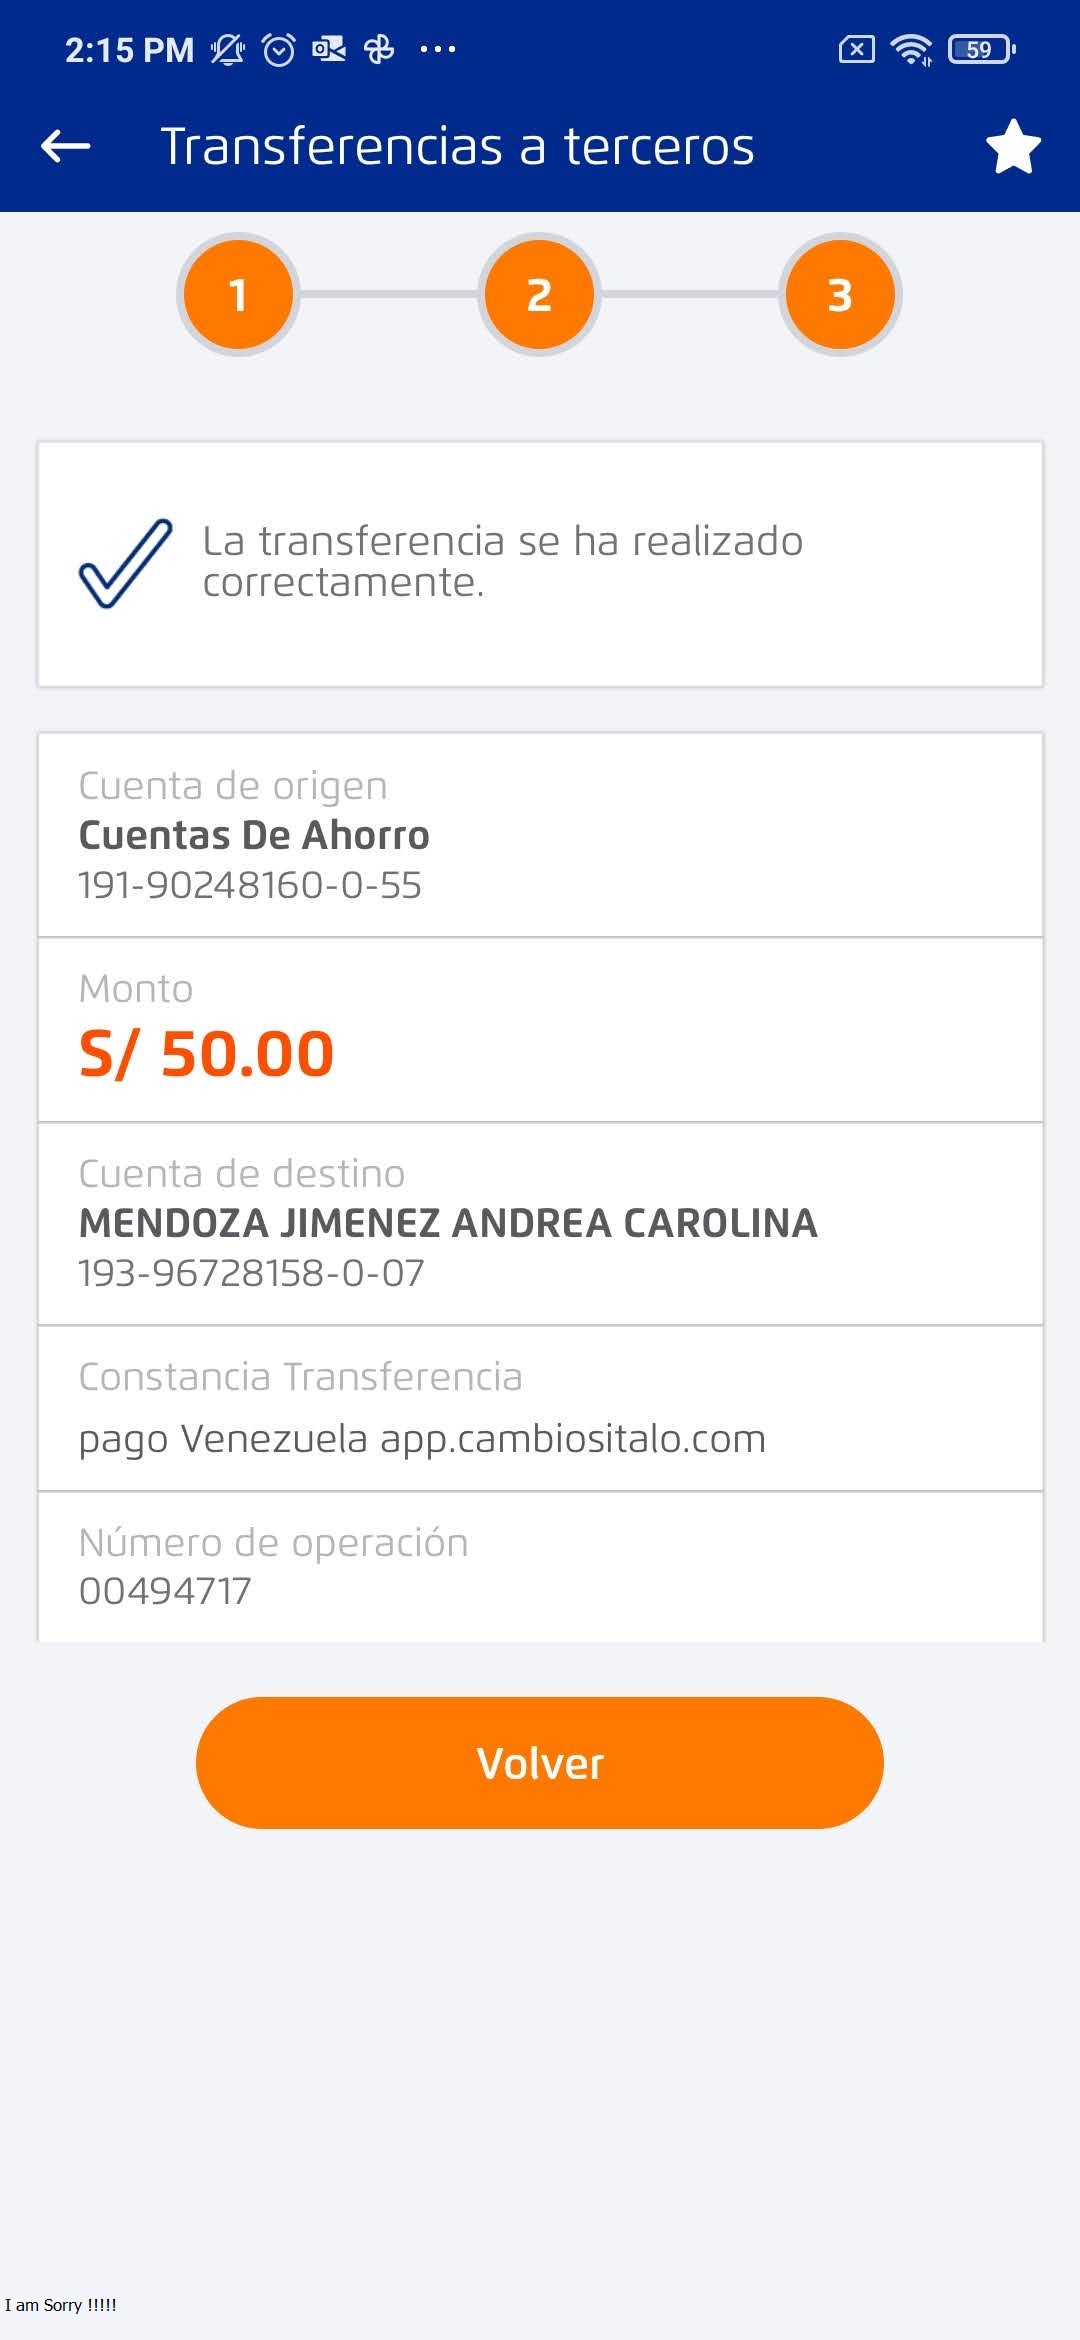 2:15 PM
59
Transferencias a terceros
1 2 3
La transferencia se ha realizado
correctamente.
Cuenta de origen
Cuentas De Ahorro
191-90248160-0-55
Monto
S/ 50.00
Cuenta de destino
MENDOZA JIMENEZ ANDREA CAROLINA
193-96728158-0-07
Constancia Transferencia
pago Venezuela app.cambiositalo.com
Número de operación
00494717
Volver
I am Sorry !!!!!